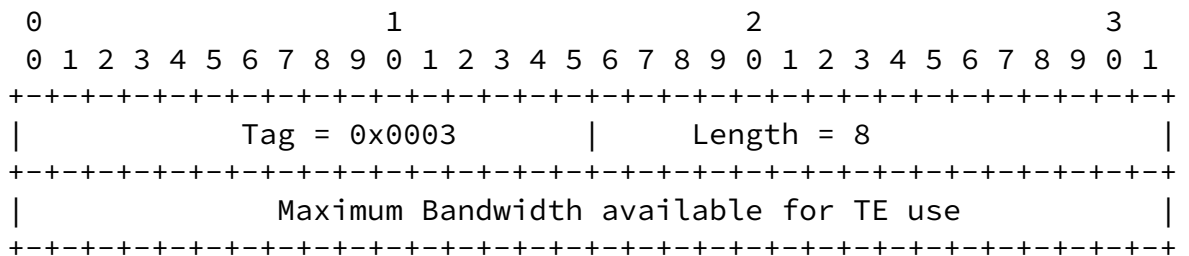 0                   1                   2                   3
 0 1 2 3 4 5 6 7 8 9 0 1 2 3 4 5 6 7 8 9 0 1 2 3 4 5 6 7 8 9 0 1
+-+-+-+-+-+-+-+-+-+-+-+-+-+-+-+-+-+-+-+-+-+-+-+-+-+-+-+-+-+-+-+-+
|            Tag = 0x0003       |     Length = 8                |
+-+-+-+-+-+-+-+-+-+-+-+-+-+-+-+-+-+-+-+-+-+-+-+-+-+-+-+-+-+-+-+-+
|              Maximum Bandwidth available for TE use           |
+-+-+-+-+-+-+-+-+-+-+-+-+-+-+-+-+-+-+-+-+-+-+-+-+-+-+-+-+-+-+-+-+